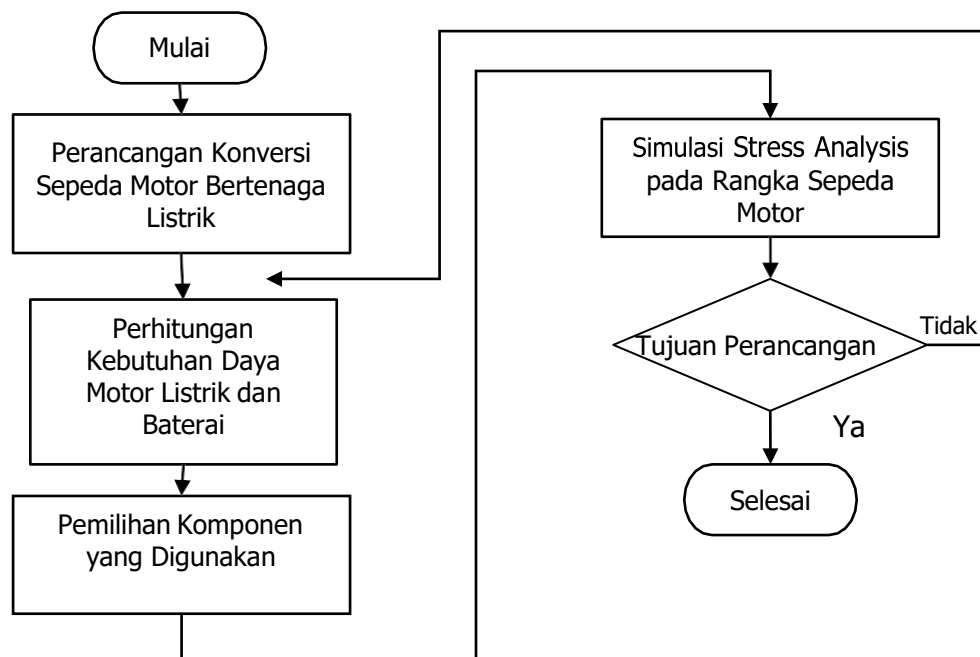 Mulai
Perancangan Konversi
Sepeda Motor Bertenaga
Listrik
Perhitungan
Kebutuhan Daya
Motor Listrik dan
Baterai
Pemilihan Komponen
yang Digunakan
Simulasi Stress Analysis
pada Rangka Sepeda
Motor
Tujuan Perancangan
Tidak
Ya
Selesai